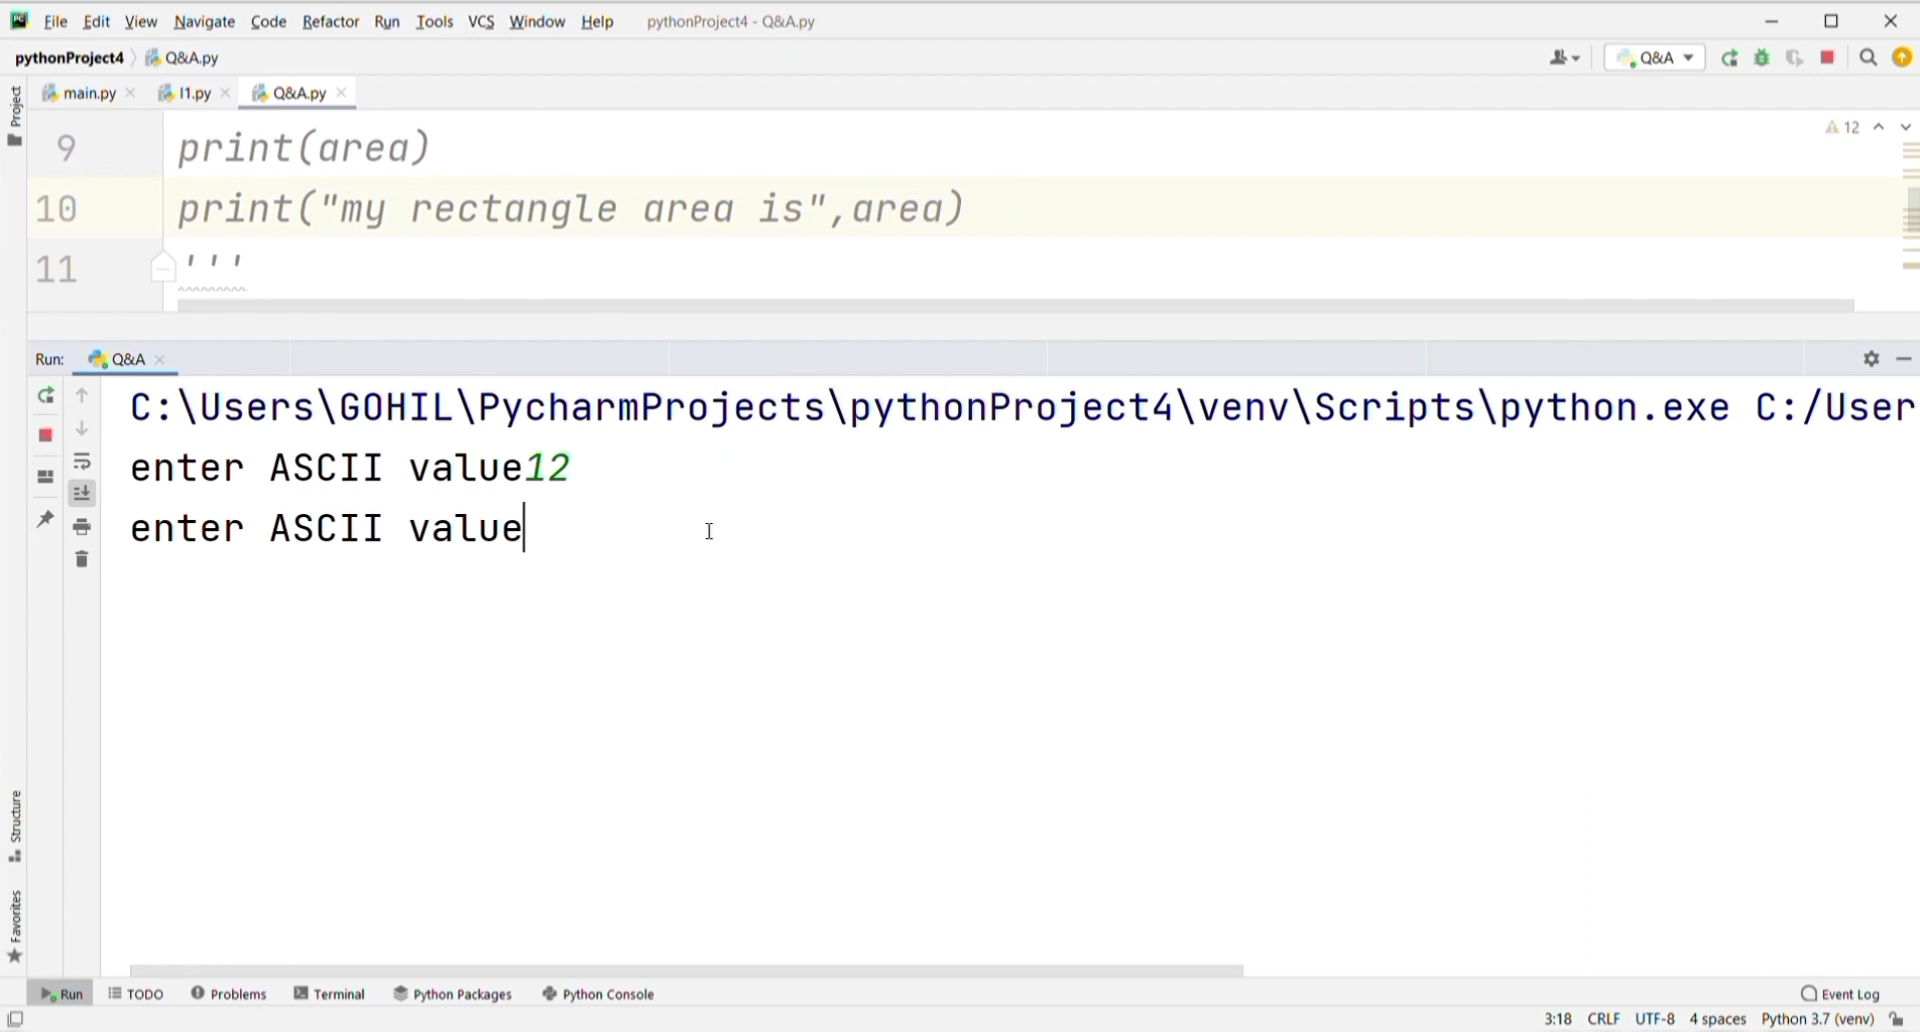 PC File Edit View Navigate Code Refactor Run Tools VCS Window Help pythonProject4 - Q&A.py
pythonProject4 Q&A.py Q&A
Project
main.py l1.py Q&A.py
9 print(area) 12
10 print("my rectangle area is",area)
11 '''
Run: Q&A
C:\Users\GOHIL\PycharmProjects\pythonProject4\venv\Scripts\python.exe C:/User
enter ASCII value12
enter ASCII value
Structure
Favorites
Run TODO Problems Terminal Python Packages Python Console Event Log
3:18 CRLF UTF-8 4 spaces Python 3.7 (venv)